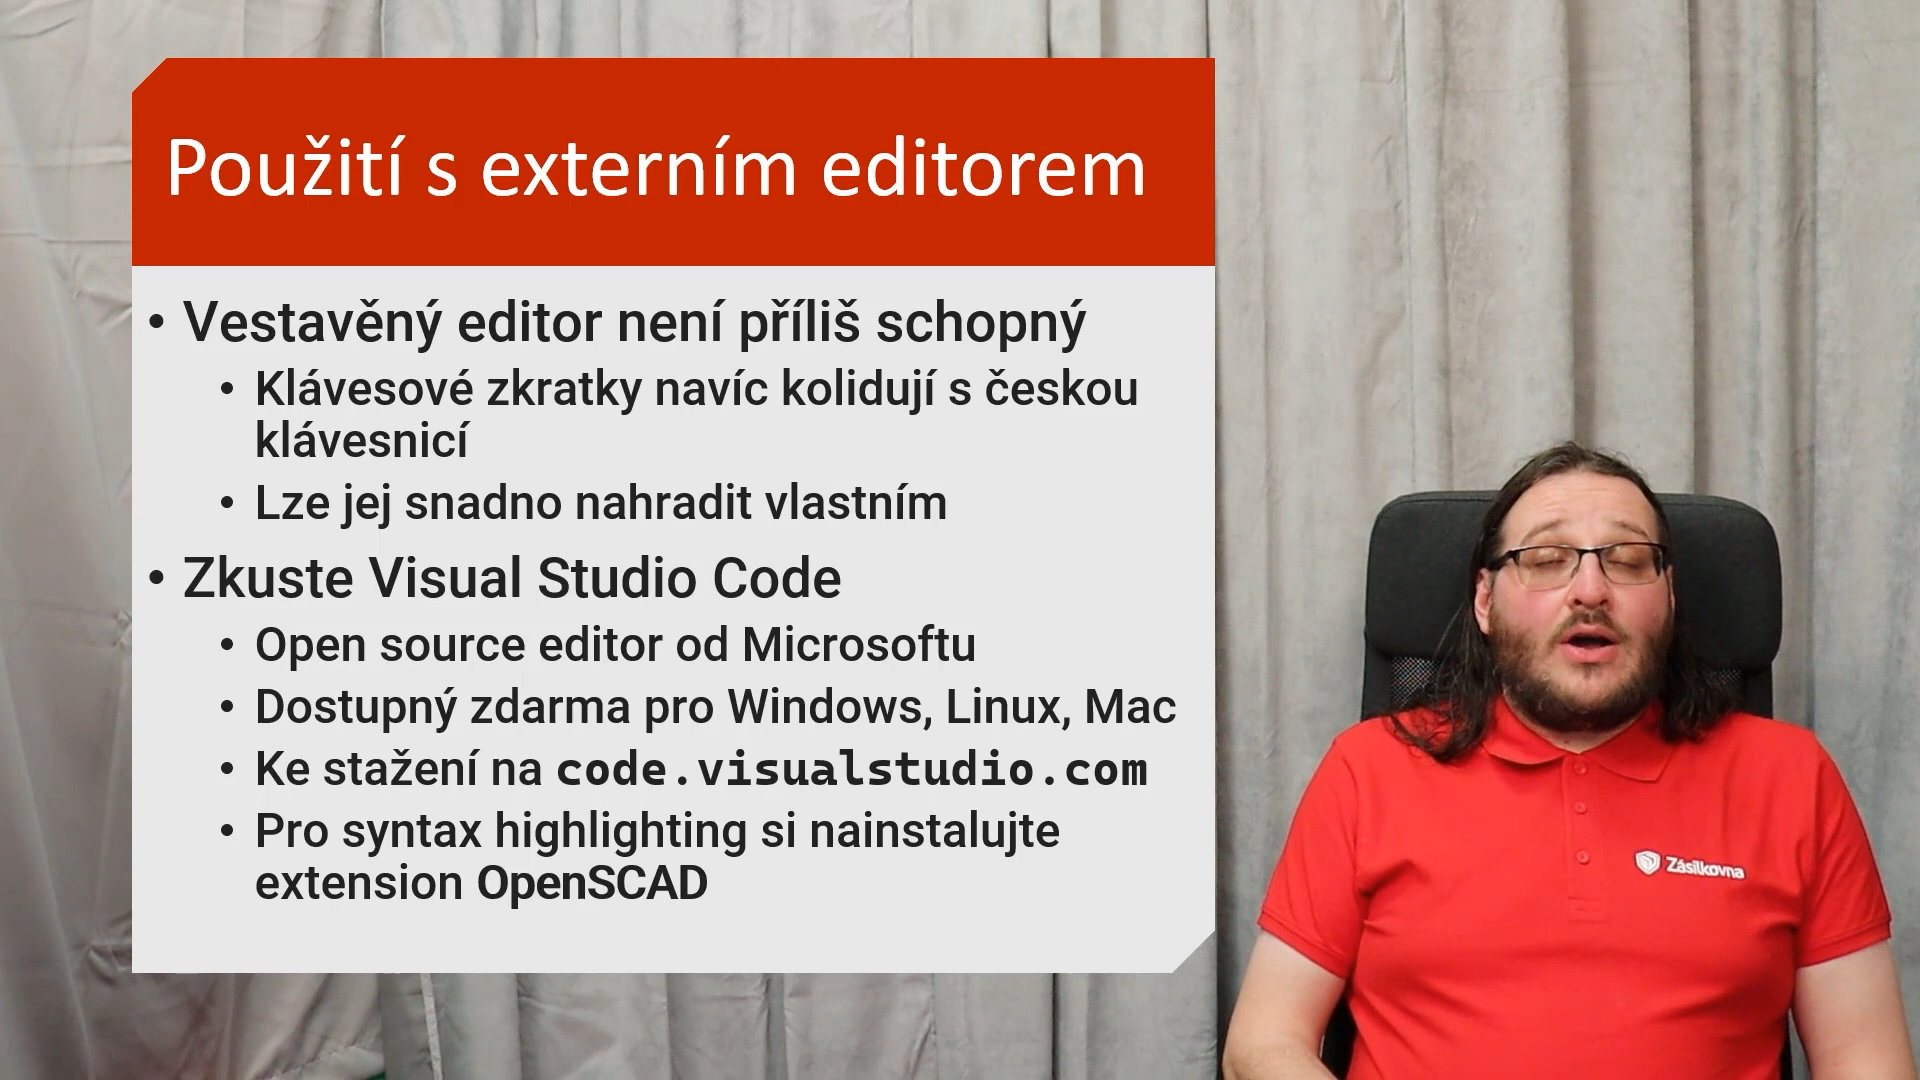 Použití s externím editorem
• Vestavěný editor není příliš schopný
• Klávesové zkratky navíc kolidují s českou
klávesnicí
• Lze jej snadno nahradit vlastním
• Zkuste Visual Studio Code
• Open source editor od Microsoftu
• Dostupný zdarma pro Windows, Linux, Mac
• Ke stažení na code.visualstudio.com
• Pro syntax highlighting si nainstalujte
extension OpenSCAD
Zásilkovna